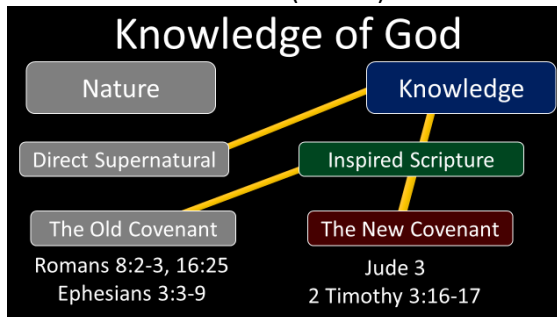 Knowledge of God
Nature
Knowledge
Direct Supernatural
Inspired Scripture
The Old Covenant
The New Covenant
Romans 8:2-3, 16:25
Ephesians 3:3-9
Jude 3
2 Timothy 3:16-17